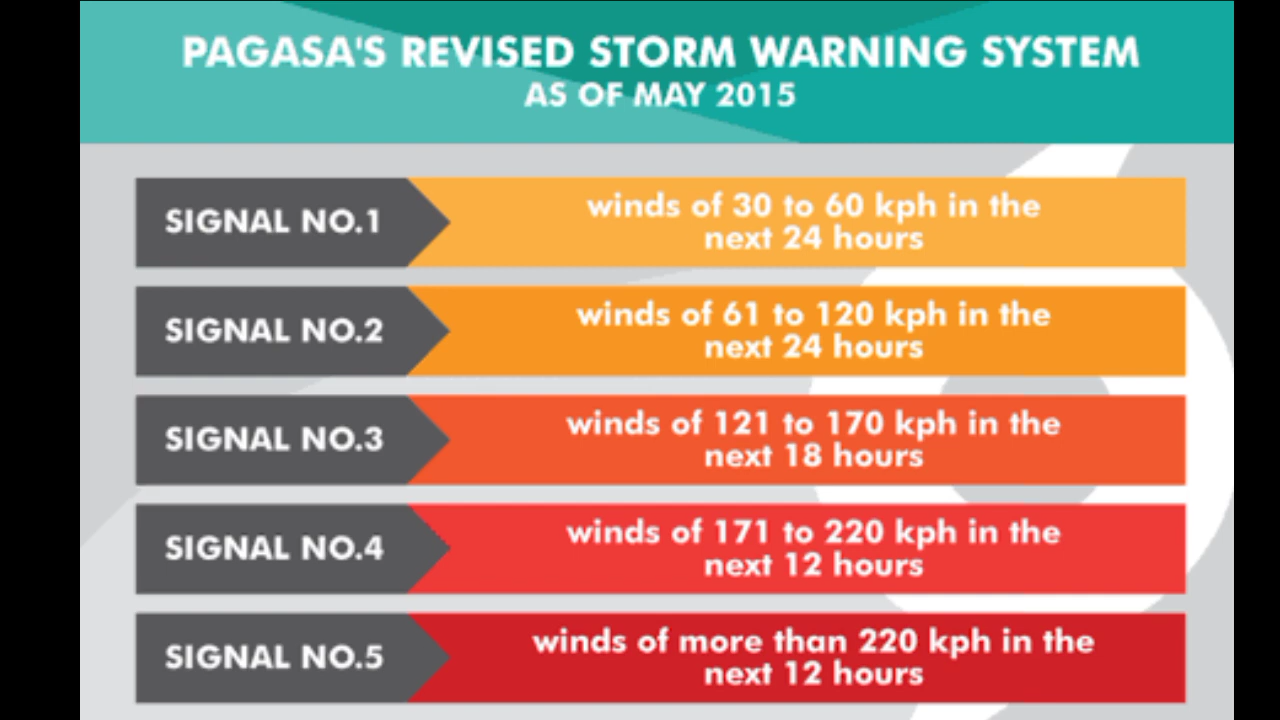 PAGASA'S REVISED STORM WARNING SYSTEM
AS OF MAY 2015
SIGNAL NO.1
winds of 30 to 60 kph in the
next 24 hours
SIGNAL NO.2
winds of 61 to 120 kph in the
next 24 hours
SIGNAL NO.3
winds of 121 to 170 kph in the
next 18 hours
SIGNAL NO.4
winds of 171 to 220 kph in the
next 12 hours
SIGNAL NO.5
winds of more than 220 kph in the
next 12 hours